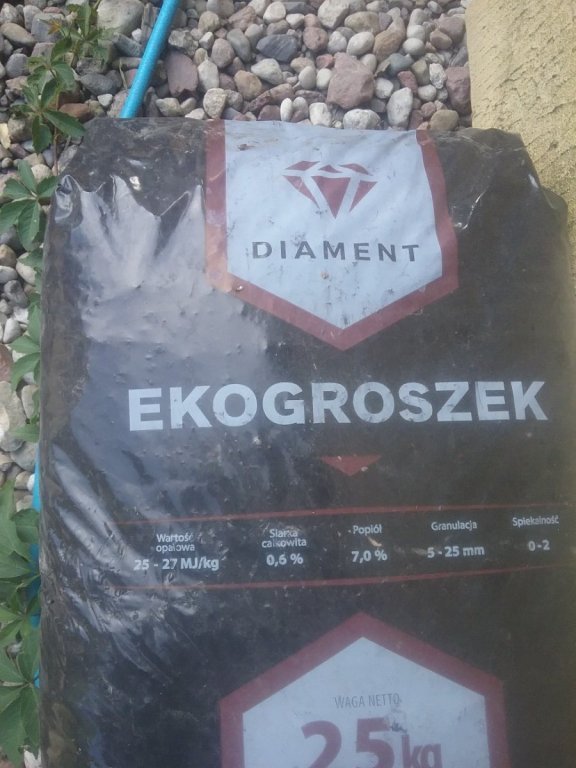 DIAMENT
EKOGROSZEK
Wartość opałowa
25 - 27 MJ/kg
Siarka całkowita
0,6 %
Popiół
7,0 %
Granulacja
5 - 25 mm
Spiekalność
0 - 2
WAGA NETTO
25 kg